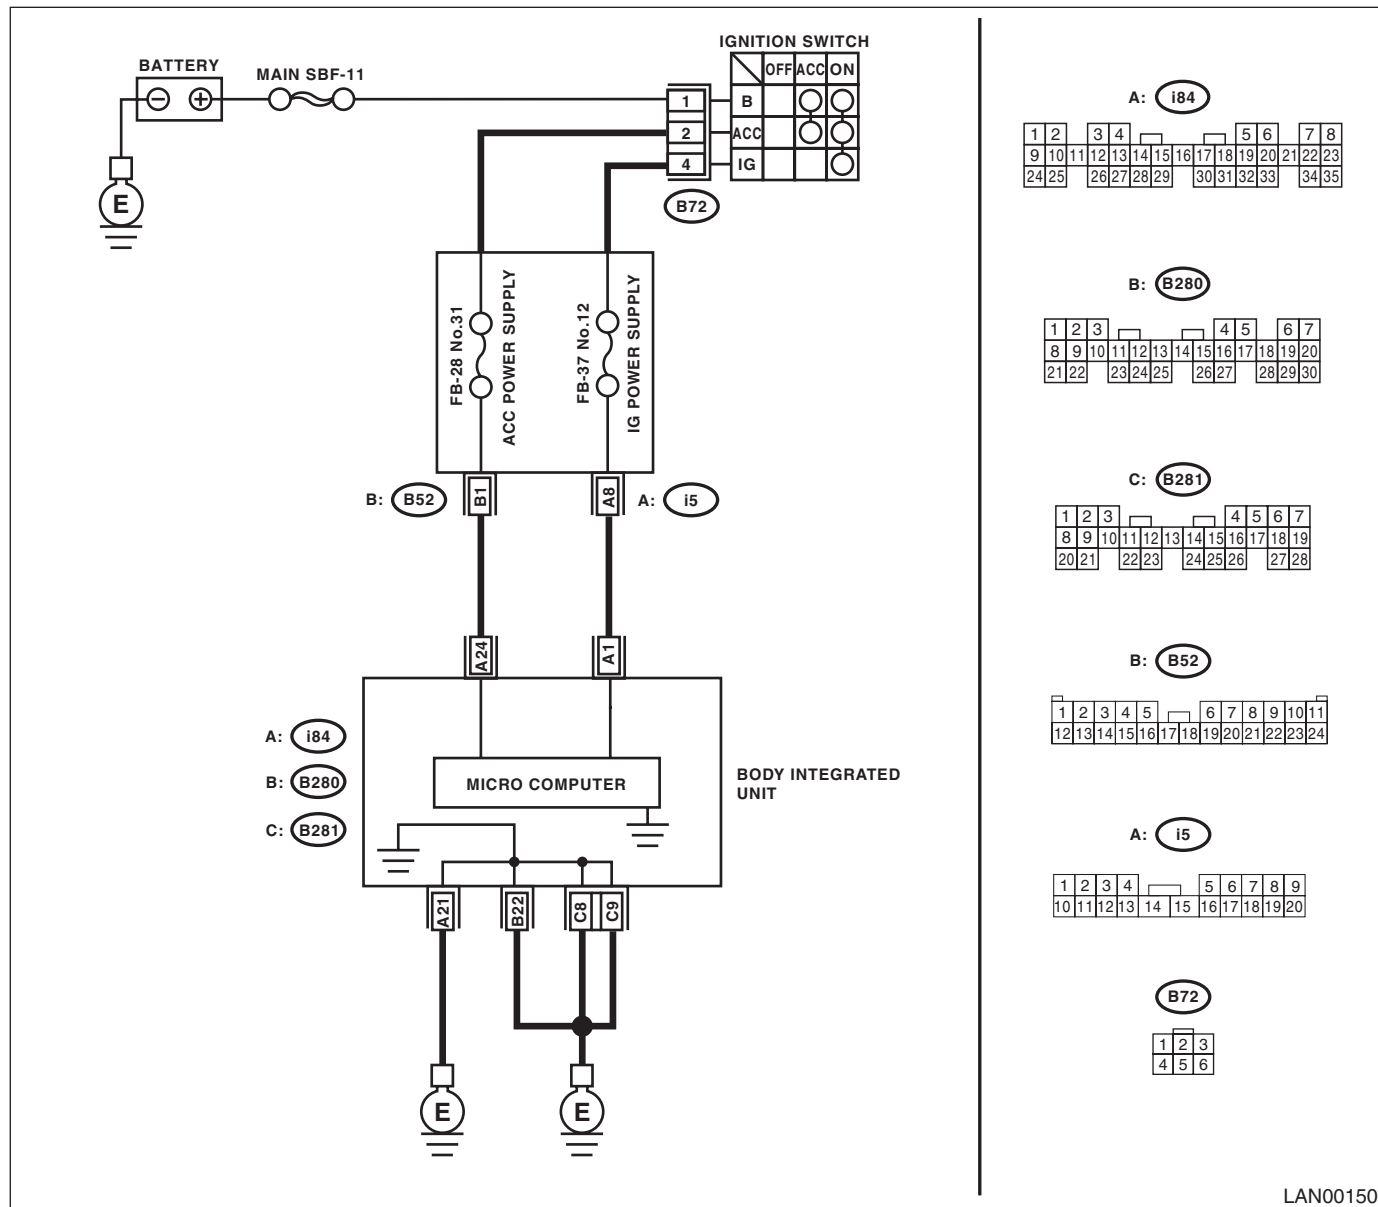 IGNITION SWITCH
BATTERY
MAIN SBF-11
OFF ACC ON
1 B
2 ACC
4 IG
E
B72
FB-28 No.31
ACC POWER SUPPLY
FB-37 No.12
IG POWER SUPPLY
B: B52 B1 A8 A: i5
A24 A1
A: i84
B: B280
C: B281
MICRO COMPUTER
BODY INTEGRATED
UNIT
A21 B22 C8 C9
E E
A: i84
1 2 3 4 5 6 7 8
9 10 11 12 13 14 15 16 17 18 19 20 21 22 23
24 25 26 27 28 29 30 31 32 33 34 35
B: B280
1 2 3 4 5 6 7
8 9 10 11 12 13 14 15 16 17 18 19 20
21 22 23 24 25 26 27 28 29 30
C: B281
1 2 3 4 5 6 7
8 9 10 11 12 13 14 15 16 17 18 19
20 21 22 23 24 25 26 27 28
B: B52
1 2 3 4 5 6 7 8 9 10 11
12 13 14 15 16 17 18 19 20 21 22 23 24
A: i5
1 2 3 4 5 6 7 8 9
10 11 12 13 14 15 16 17 18 19 20
B72
1 2 3
4 5 6
LAN00150